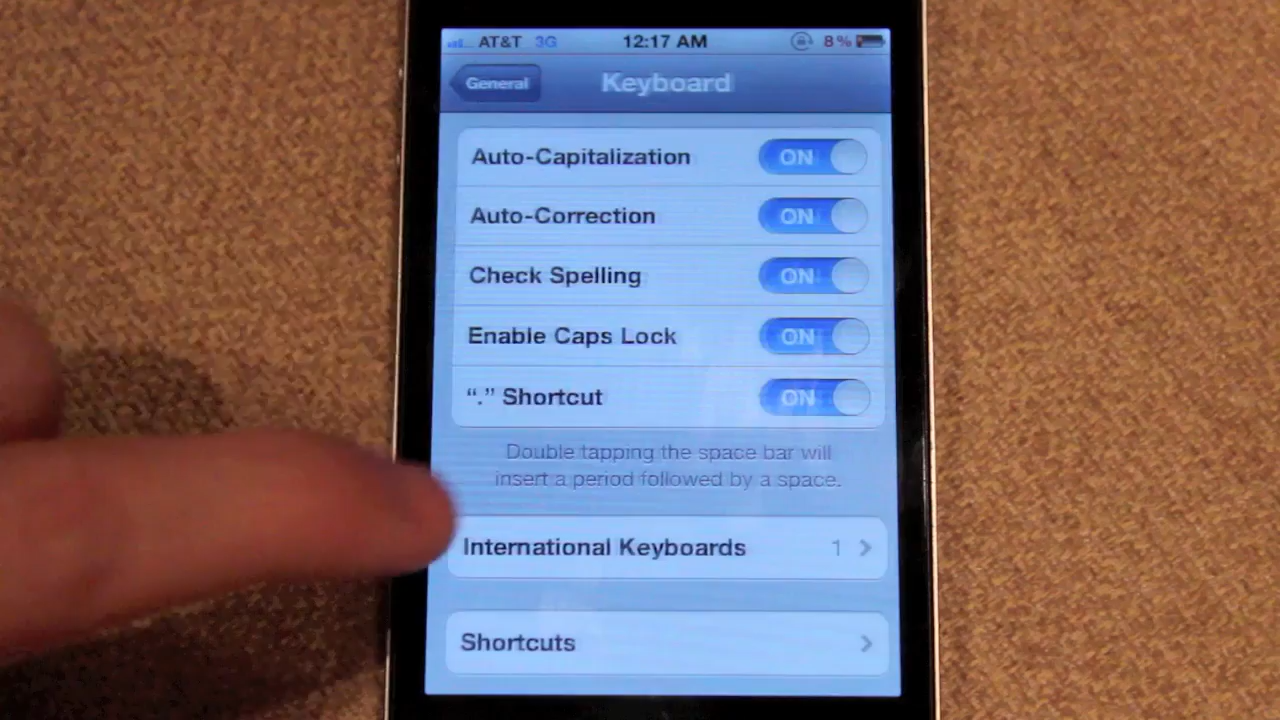 AT&T 3G 12:17 AM 8%
General Keyboard
Auto-Capitalization ON
Auto-Correction ON
Check Spelling ON
Enable Caps Lock ON
“.” Shortcut ON
Double tapping the space bar will
insert a period followed by a space.
International Keyboards 1
Shortcuts